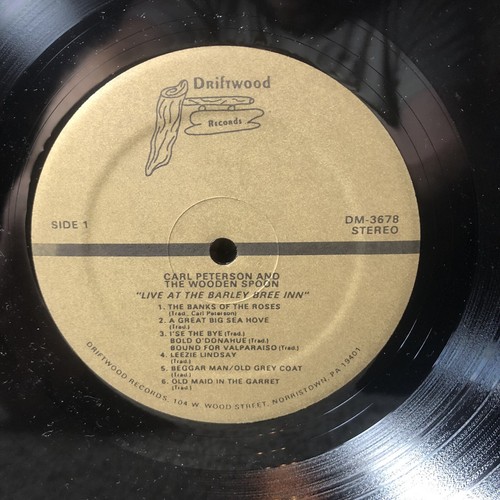 Driftwood
Records
SIDE 1
DM-3678
STEREO
CARL PETERSON AND
THE WOODEN SPOON
"LIVE AT THE BARLEY BREE INN"
1. THE BANKS OF THE ROSES
(Trad., Carl Peterson)
2. A GREAT BIG SEA HOVE
(Trad.)
3. I'SE THE BYE (Trad.)
BOLD O'DONAHUE (Trad.)
BOUND FOR VALPARAISO (Trad.)
4. LEEZIE LINDSAY
(Trad.)
5. BEGGAR MAN/OLD GREY COAT
(Trad.)
6. OLD MAID IN THE GARRET
(Trad.)
DRIFTWOOD RECORDS, 104 W. WOOD STREET, NORRISTOWN, PA 19401